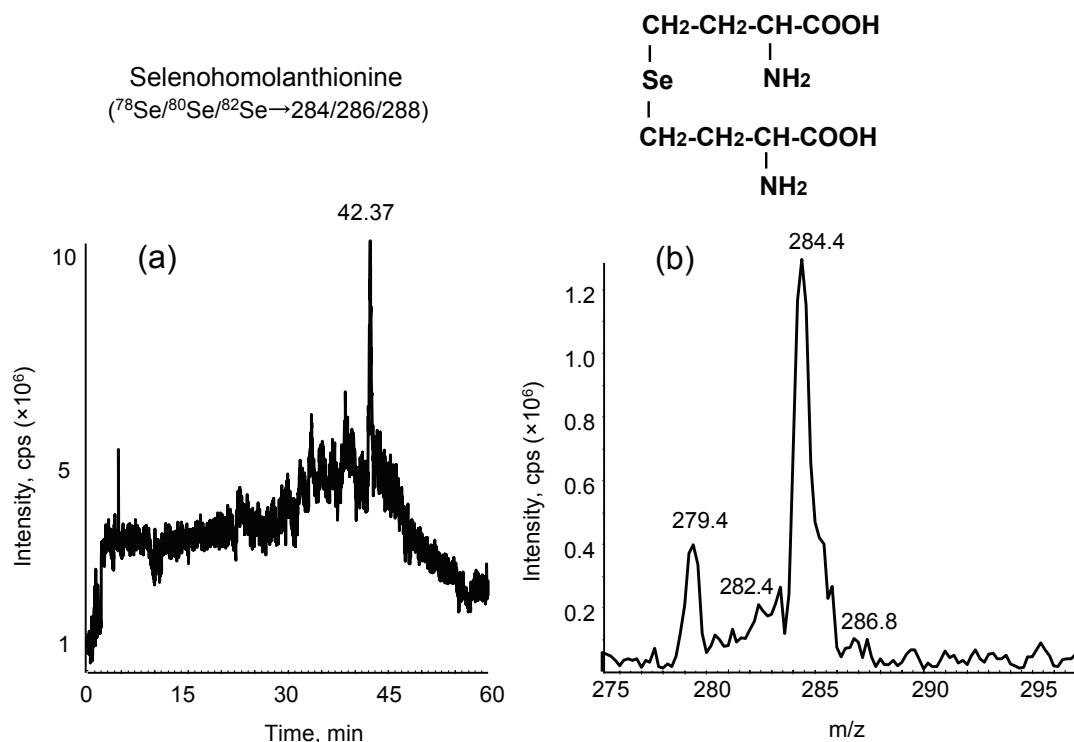 CH2-CH2-CH-COOH
Se
NH2
CH2-CH2-CH-COOH
NH2
Selenohomolanthionine
(⁷⁸Se/⁸⁰Se/⁸²Se→284/286/288)
42.37
(a)
10
5
1
Intensity, cps (×10⁶)
0
15
30
45
60
Time, min
284.4
(b)
1.2
1.0
0.8
0.6
0.4
0.2
279.4
282.4
286.8
Intensity, cps (×10⁶)
275
280
285
290
295
m/z